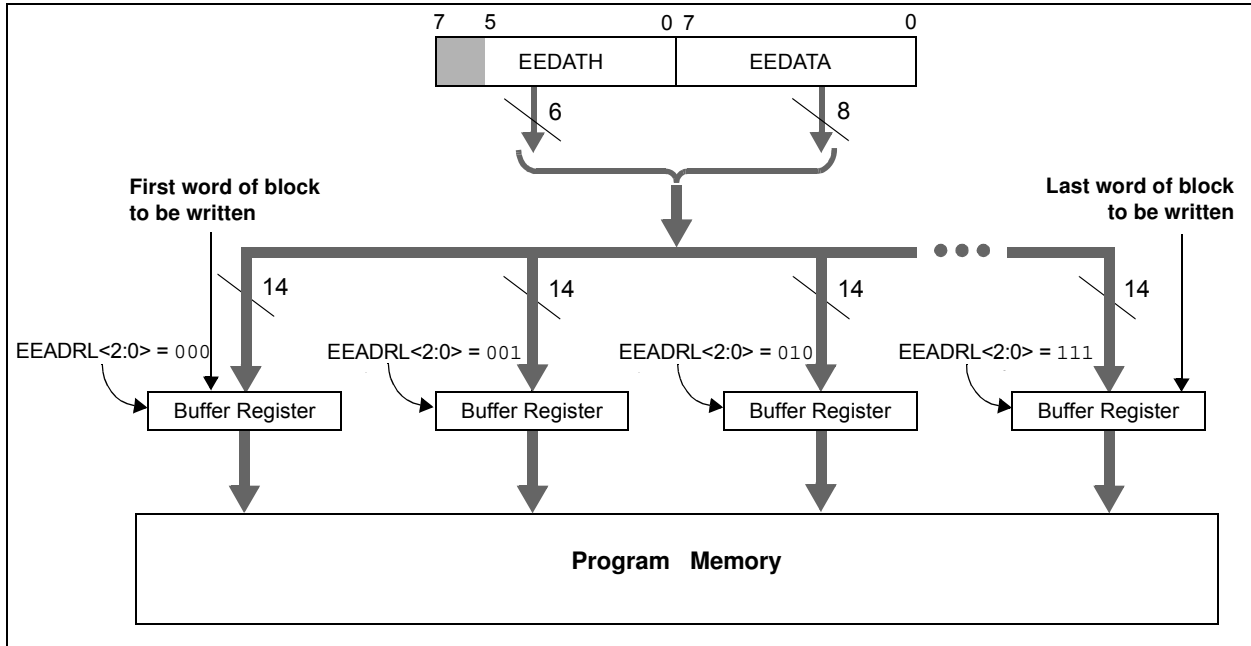 7 5 0 7 0
EEDATH EEDATA
6 8
First word of block
to be written
Last word of block
to be written
14 14 14 14
EEADRL<2:0> = 000 EEADRL<2:0> = 001 EEADRL<2:0> = 010 EEADRL<2:0> = 111
Buffer Register Buffer Register Buffer Register Buffer Register
Program Memory